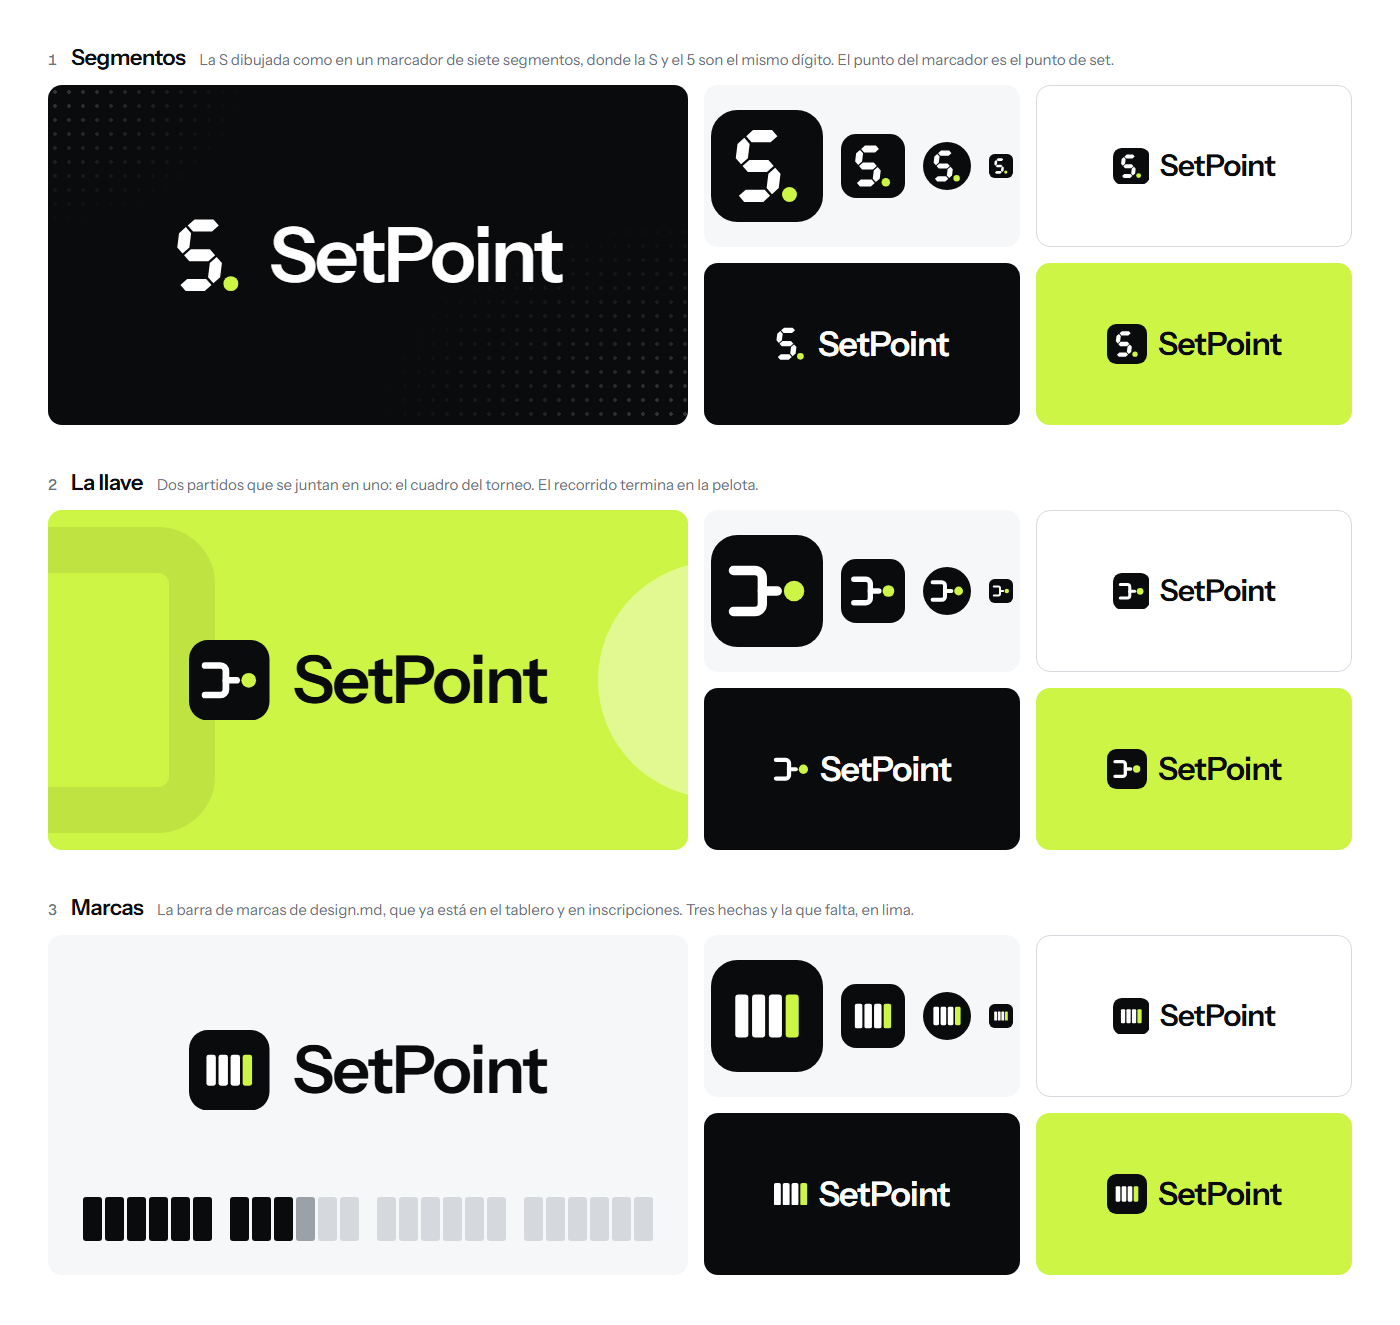 1 Segmentos La S dibujada como en un marcador de siete segmentos, donde la S y el 5 son el mismo dígito. El punto del marcador es el punto de set.
S. SetPoint
S. S. S. S.
S. SetPoint
S. SetPoint
S. SetPoint
2 La llave Dos partidos que se juntan en uno: el cuadro del torneo. El recorrido termina en la pelota.
SetPoint
SetPoint
SetPoint
SetPoint
3 Marcas La barra de marcas de design.md, que ya está en el tablero y en inscripciones. Tres hechas y la que falta, en lima.
SetPoint
SetPoint
SetPoint
SetPoint